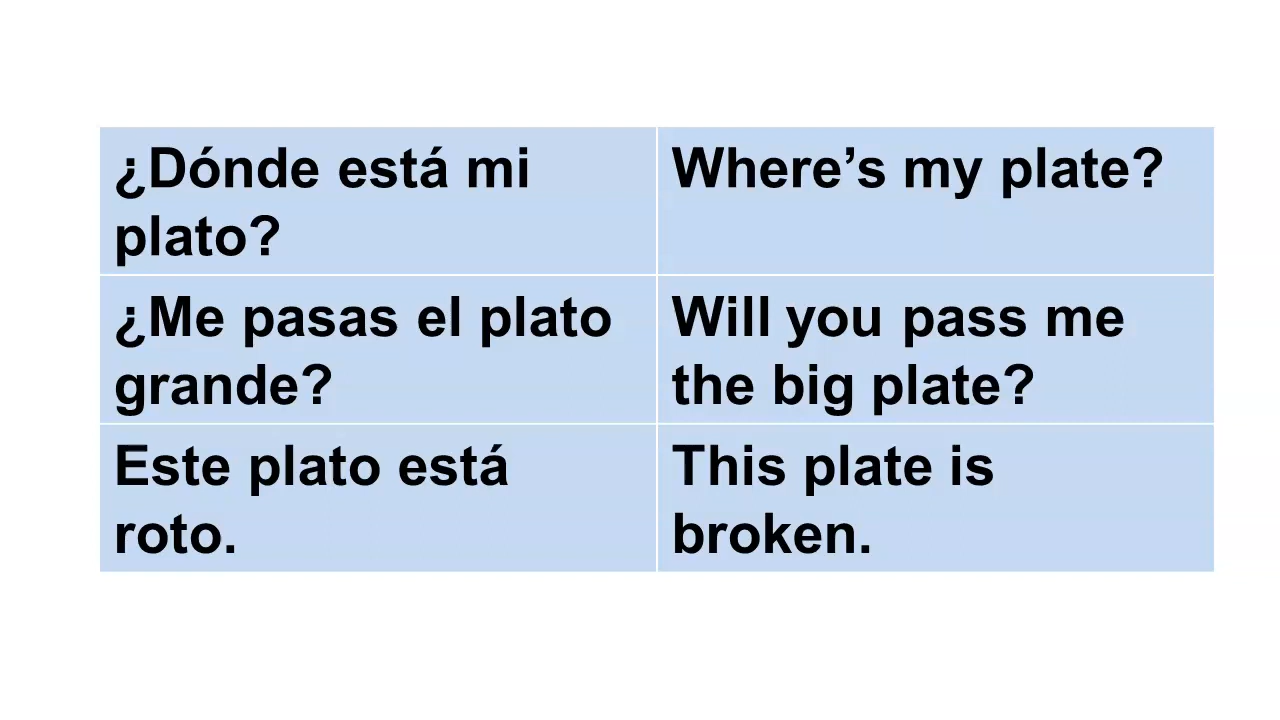 ¿Dónde está mi
plato?
Where’s my plate?
¿Me pasas el plato
grande?
Will you pass me
the big plate?
Este plato está
roto.
This plate is
broken.